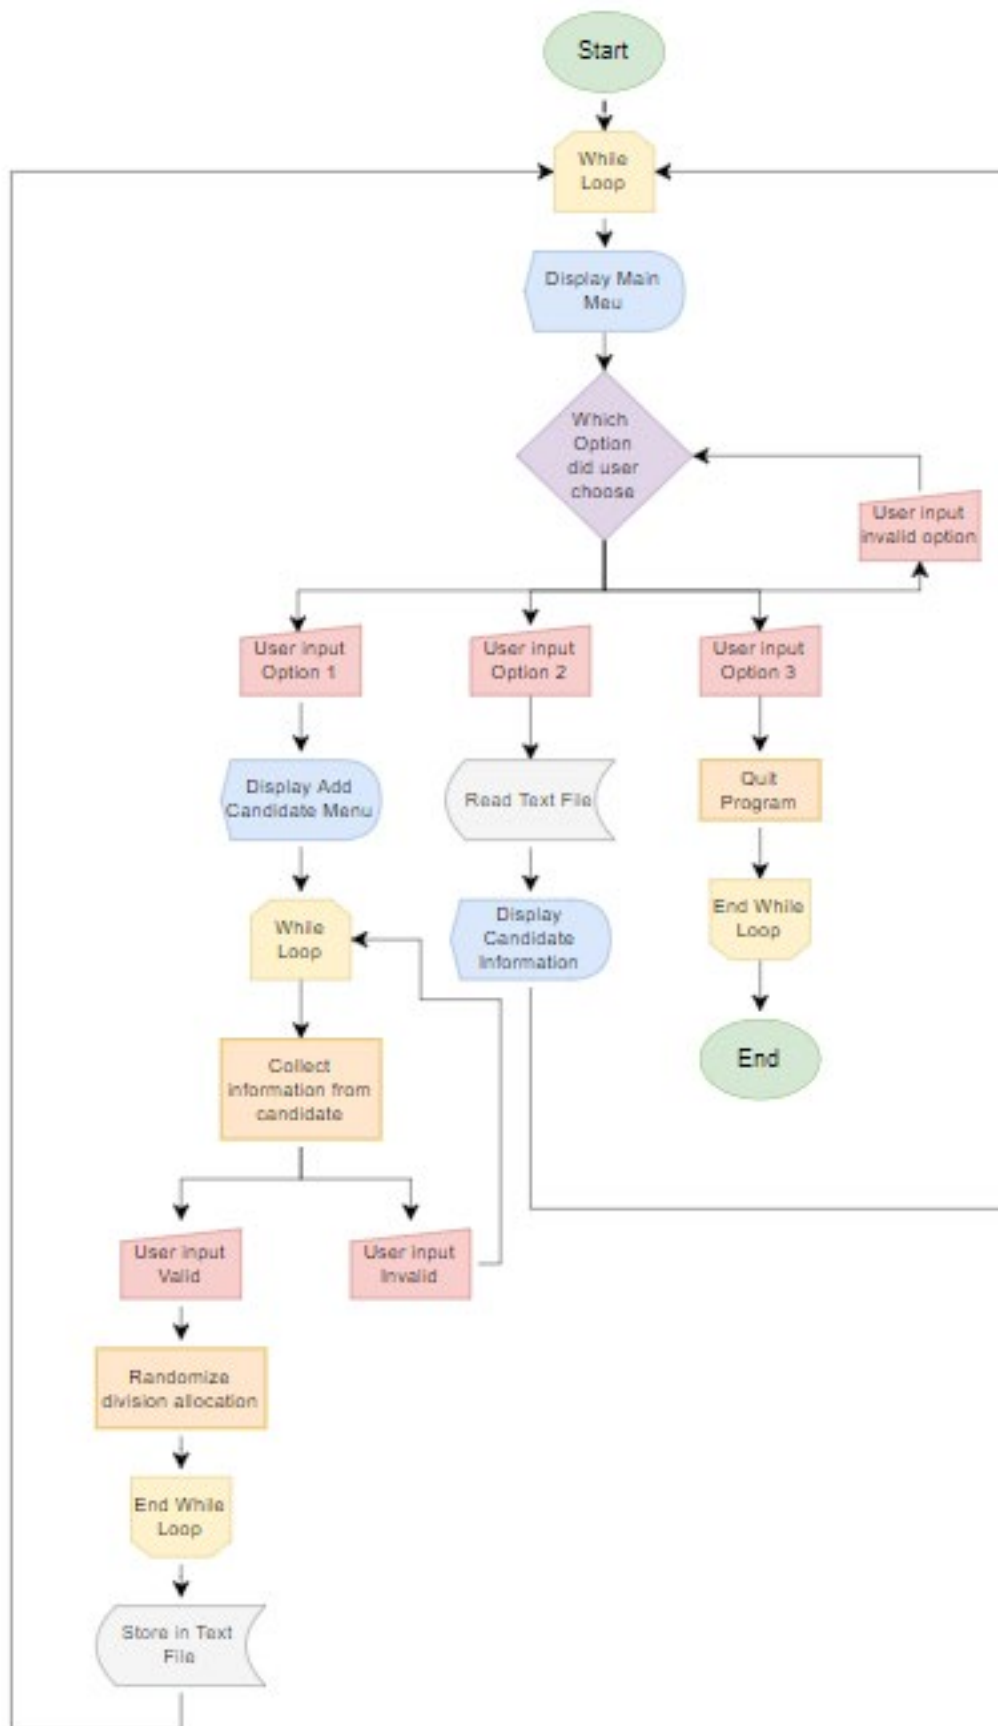 Start
While
Loop
Display Main
Meu
Which
Option
did user
choose
User input
invalid option
User input
Option 1
User input
Option 2
User input
Option 3
Display Add
Candidate Menu
Read Text File
Quit
Program
While
Loop
Display
Candidate
Information
End While
Loop
End
Collect
information from
candidate
User input
Valid
User input
Invalid
Randomize
division allocation
End While
Loop
Store in Text
File